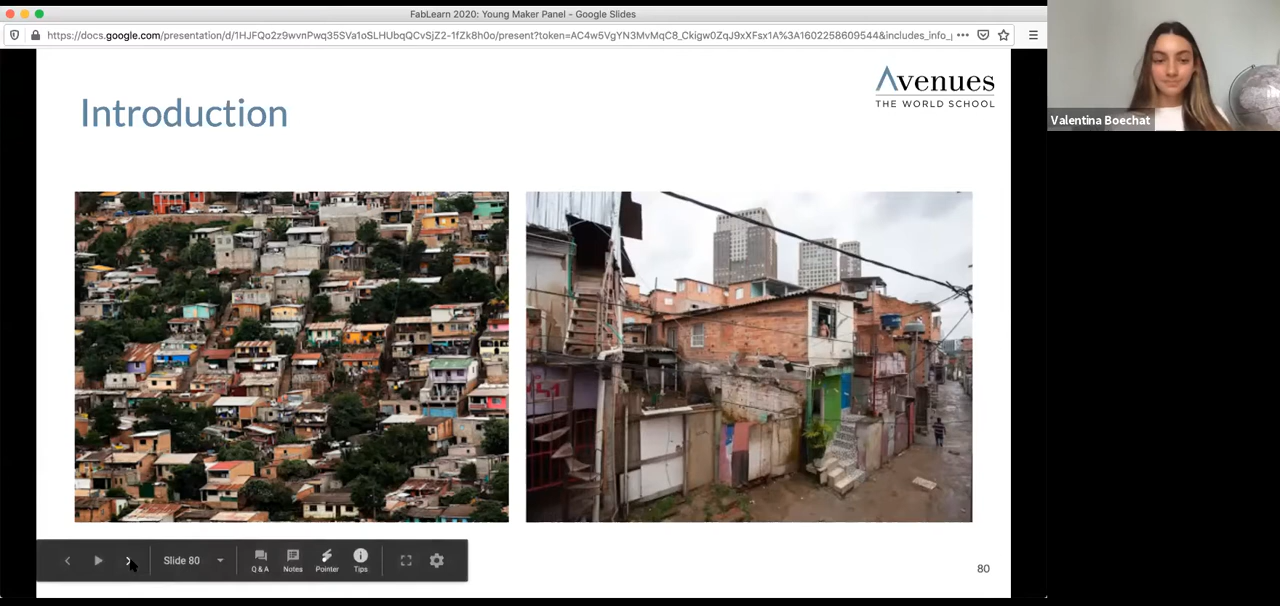 FabLearn 2020: Young Maker Panel - Google Slides
https://docs.google.com/presentation/d/1HJFQo2z9wvnPwq35SVa1oSLHUbqQCvSjZ2-1fZk8h0o/present?token=AC4w5VgYN3MvMqC8_Ckigw0ZqJ9xXFsx1A%3A1602258609544&includes_info_p
Avenues
THE WORLD SCHOOL
Introduction
Valentina Boechat
Slide 80
Q & A
Notes
Pointer
Tips
80